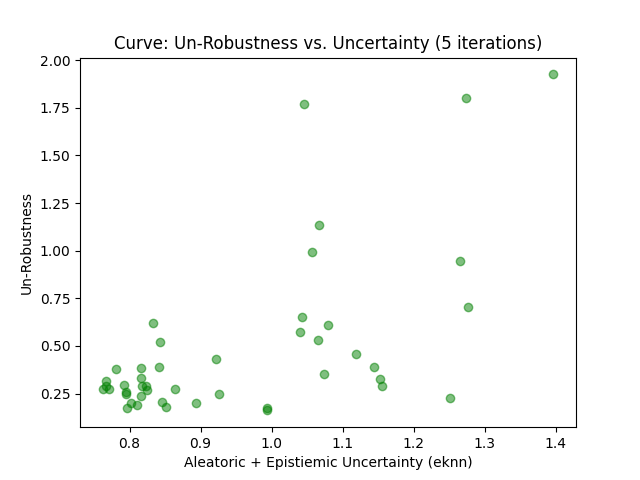 Curve: Un-Robustness vs. Uncertainty (5 iterations)
2.00
1.75
1.50
1.25
1.00
0.75
0.50
0.25
Un-Robustness
0.8 0.9 1.0 1.1 1.2 1.3 1.4
Aleatoric + Epistiemic Uncertainty (eknn)